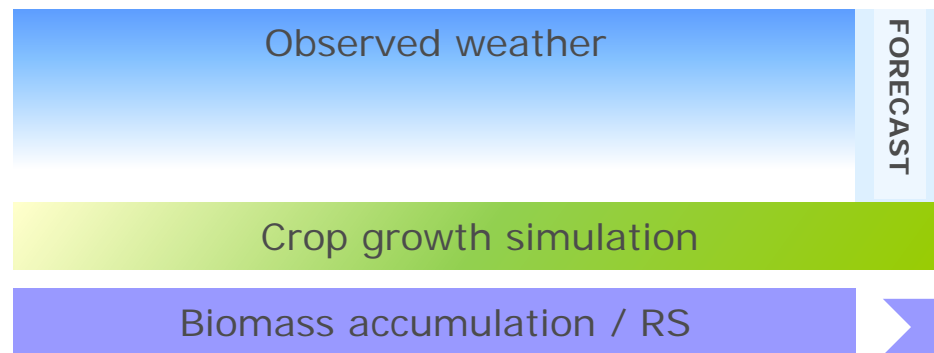 Observed weather
FORECAST
Crop growth simulation
Biomass accumulation / RS